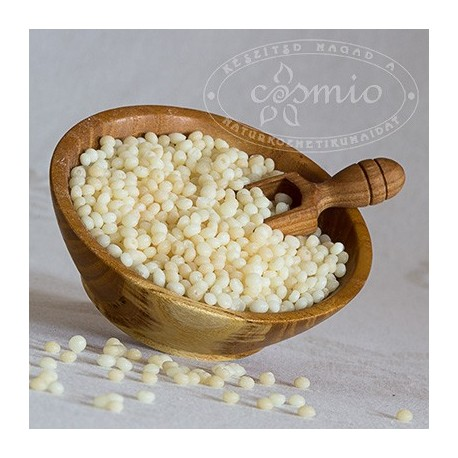 KÉSZÍTSD MAGAD A
cosmio
NATÚRKOZMETIKUMAIDAT